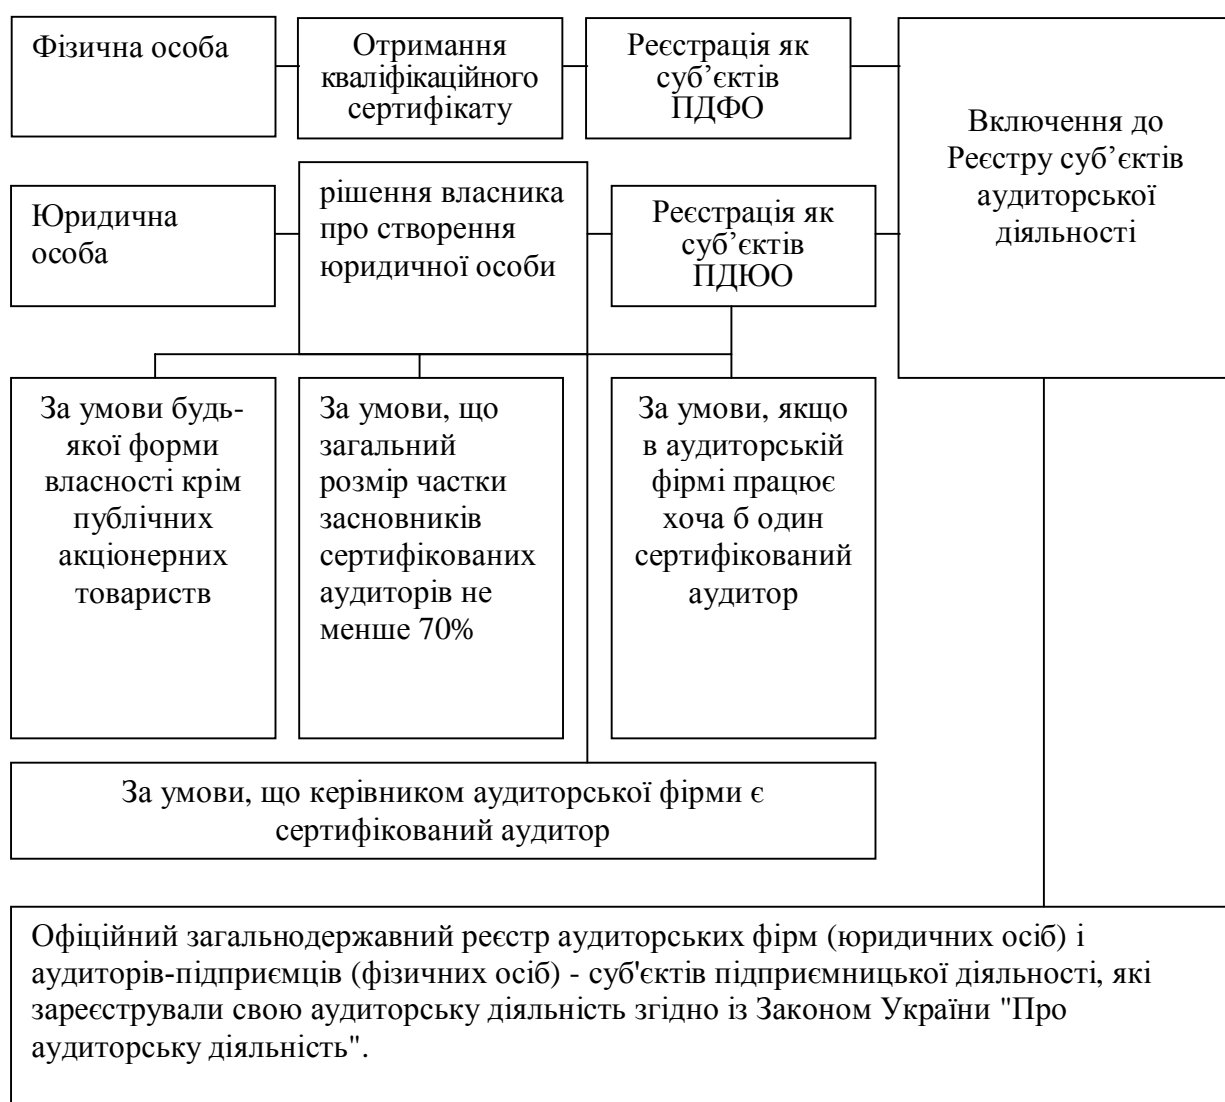 Фізична особа
Отримання
кваліфікаційного
сертифікату
Реєстрація як
суб’єктів
ПДФО
Включення до
Реєстру суб’єктів
аудиторської
діяльності
Юридична
особа
рішення власника
про створення
юридичної особи
Реєстрація як
суб’єктів
ПДЮО
За умови будь-
якої форми
власності крім
публічних
акціонерних
товариств
За умови, що
загальний
розмір частки
засновників
сертифікованих
аудиторів не
менше 70%
За умови, якщо
в аудиторській
фірмі працює
хоча б один
сертифікований
аудитор
За умови, що керівником аудиторської фірми є
сертифікований аудитор
Офіційний загальнодержавний реєстр аудиторських фірм (юридичних осіб) і
аудиторів-підприємців (фізичних осіб) - суб'єктів підприємницької діяльності, які
зареєстрували свою аудиторську діяльність згідно із Законом України "Про
аудиторську діяльність".